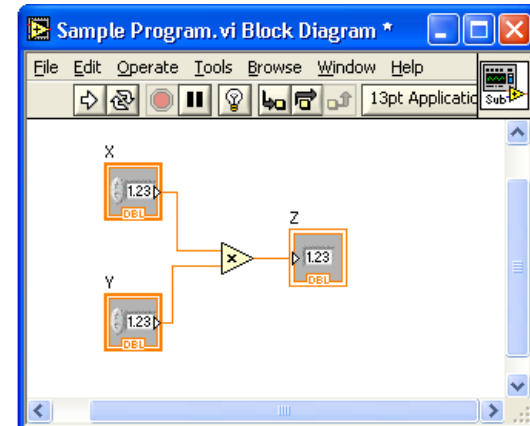 Sample Program.vi Block Diagram *
File Edit Operate Tools Browse Window Help
13pt Applicatio
Sub
X
1.23
DBL
Z
1.23
DBL
Y
1.23
DBL